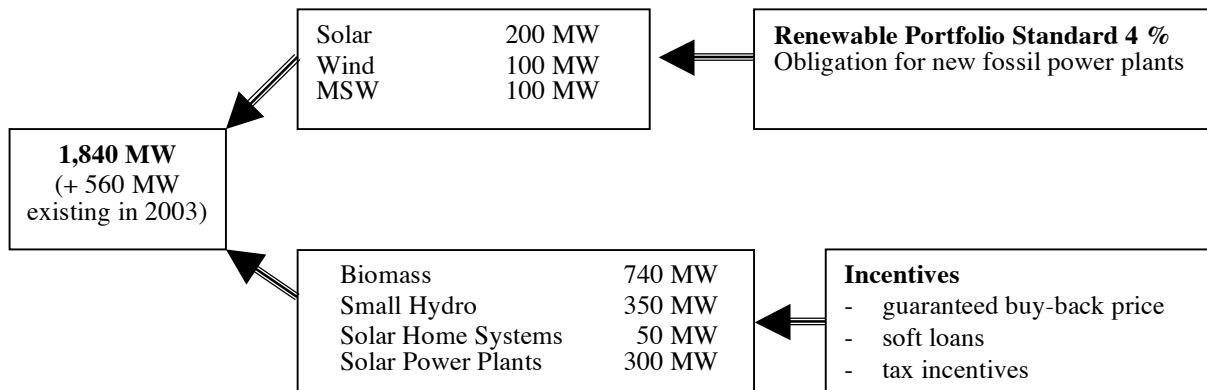 Solar 200 MW
Wind 100 MW
MSW 100 MW
Renewable Portfolio Standard 4 %
Obligation for new fossil power plants
1,840 MW
(+ 560 MW
existing in 2003)
Biomass 740 MW
Small Hydro 350 MW
Solar Home Systems 50 MW
Solar Power Plants 300 MW
Incentives
- guaranteed buy-back price
- soft loans
- tax incentives